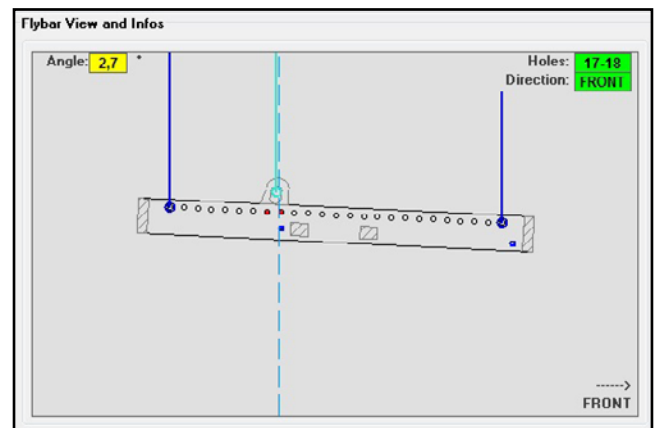 Flybar View and Infos
Angle: 2,7 °
Holes: 17-18
Direction: FRONT
------>
FRONT